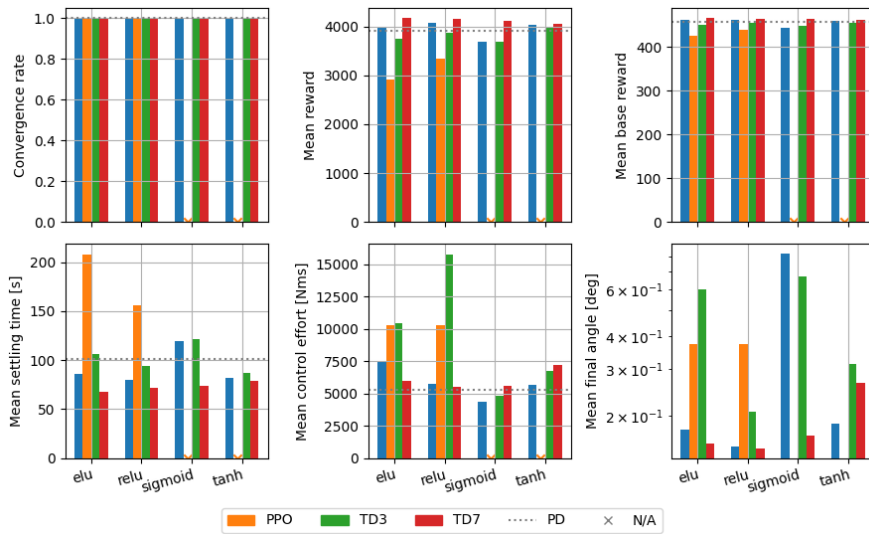 Convergence rate
1.0
0.8
0.6
0.4
0.2
0.0
Mean reward
4000
3000
2000
1000
0
Mean base reward
400
300
200
100
0
Mean settling time [s]
200
150
100
50
0
elu
relu
sigmoid
tanh
Mean control effort [Nms]
15000
12500
10000
7500
5000
2500
0
elu
relu
sigmoid
tanh
Mean final angle [deg]
6 × 10⁻¹
4 × 10⁻¹
3 × 10⁻¹
2 × 10⁻¹
elu
relu
sigmoid
tanh
PPO TD3 TD7 PD N/A